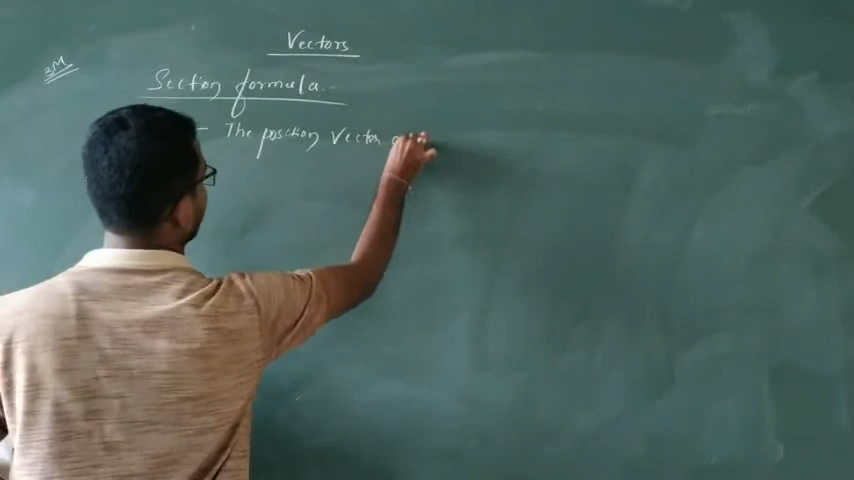 Vectors
3M
Section formula.
- The position vector